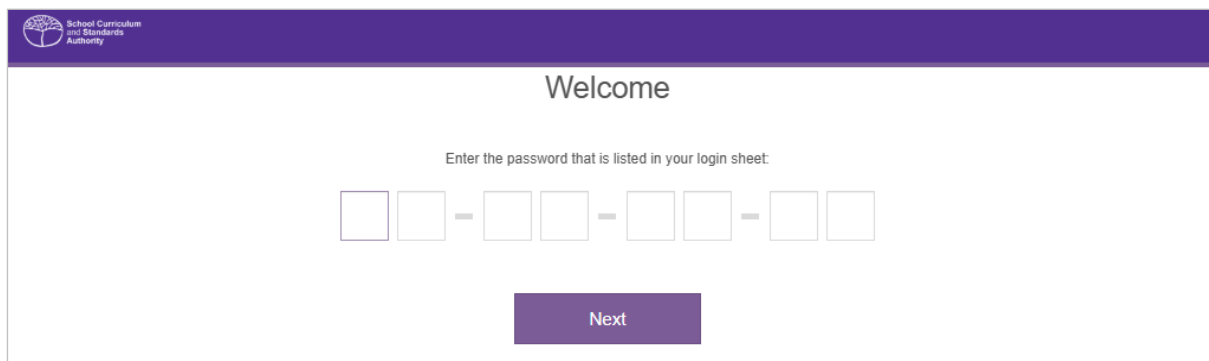 School Curriculum
and Standards
Authority
Welcome
Enter the password that is listed in your login sheet:
Next